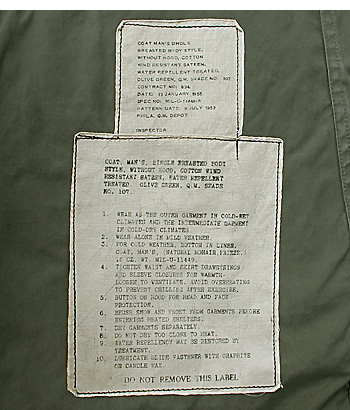 COAT MAN'S SINGLE
BREASTED BODY STYLE,
WITHOUT HOOD, COTTON
WIND RESISTANT SATEEN,
WATER REPELLENT TREATED,
OLIVE GREEN, Q.M. SHADE NO. 107
CONTRACT NO:
DATE: 13 JANUARY
SPEC NO: MIL-U-11448A
PATTERN DATE: 9 JULY 1953
PHILA. Q.M. DEPOT
INSPECTOR
COAT, MAN'S, SINGLE BREASTED BODY
STYLE, WITHOUT HOOD, COTTON WIND
RESISTANT SATEEN, WATER REPELLENT
TREATED. OLIVE GREEN, Q.M. SHADE
NO. 107.
1. WEAR AS THE OUTER GARMENT IN COLD-WET
CLIMATES AND THE INTERMEDIATE GARMENT
IN COLD-DRY CLIMATES.
2. WEAR ALONE IN MILD WEATHER.
3. FOR COLD WEATHER, BUTTON IN LINER,
COAT, MAN'S, (NATURAL MOHAIR FRIEZE,
16 OZ. WT. MIL-U-11449.
4. TIGHTEN WAIST AND SKIRT DRAWSTRINGS
AND SLEEVE CLOSURES FOR WARMTH-
LOOSEN TO VENTILATE. AVOID OVERHEATING
TO PREVENT CHILLING AFTER EXERCISE.
5. BUTTON ON HOOD FOR HEAD AND FACE
PROTECTION.
6. BRUSH SNOW AND FROST FROM GARMENTS BEFORE
ENTERING HEATED SHELTERS.
7. DRY GARMENTS SEPARATELY.
8. DO NOT DRY TOO CLOSE TO HEAT.
9. WATER REPELLENCY MAY BE RESTORED BY
TREATMENT.
10. LUBRICATE SLIDE FASTENER WITH GRAPHITE
OR CANDLE WAX.
DO NOT REMOVE THIS LABEL